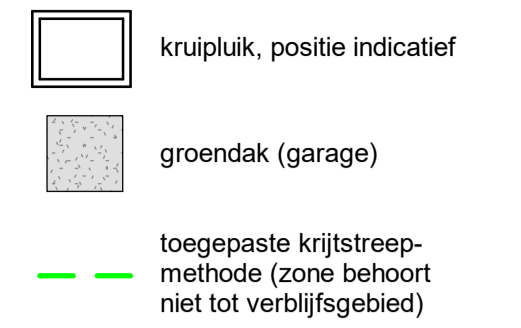 kruipluik, positie indicatief
groendak (garage)
toegepaste krijtstreep-
methode (zone behoort
niet tot verblijfsgebied)